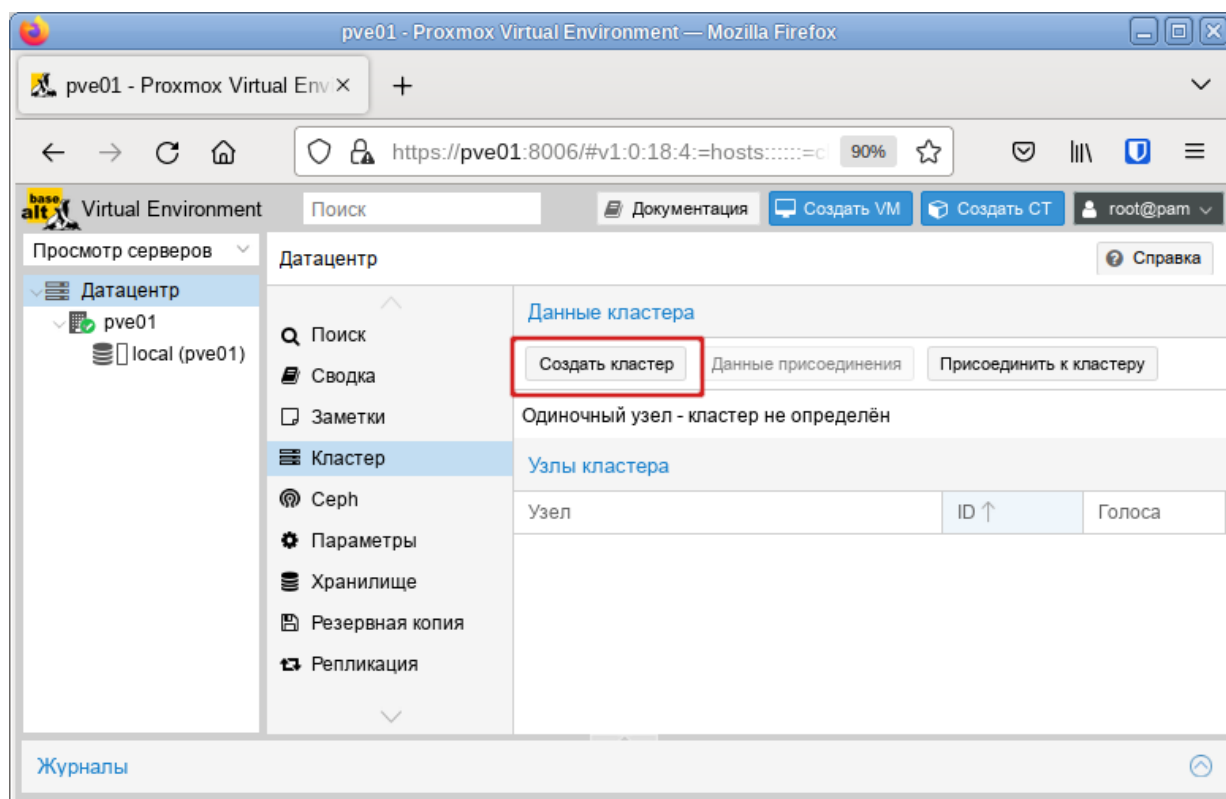 pve01 - Proxmox Virtual Environment — Mozilla Firefox
pve01 - Proxmox Virtual Envi
https://pve01:8006/#v1:0:18:4:=hosts::::::=cl 90%
base alt Virtual Environment Поиск Документация Создать VM Создать CT root@pam
Просмотр серверов
Датацентр Справка
Датацентр
pve01
local (pve01)
Поиск
Сводка
Заметки
Кластер
Ceph
Параметры
Хранилище
Резервная копия
Репликация
Данные кластера
Создать кластер Данные присоединения Присоединить к кластеру
Одиночный узел - кластер не определён
Узлы кластера
Узел ID Голоса
Журналы